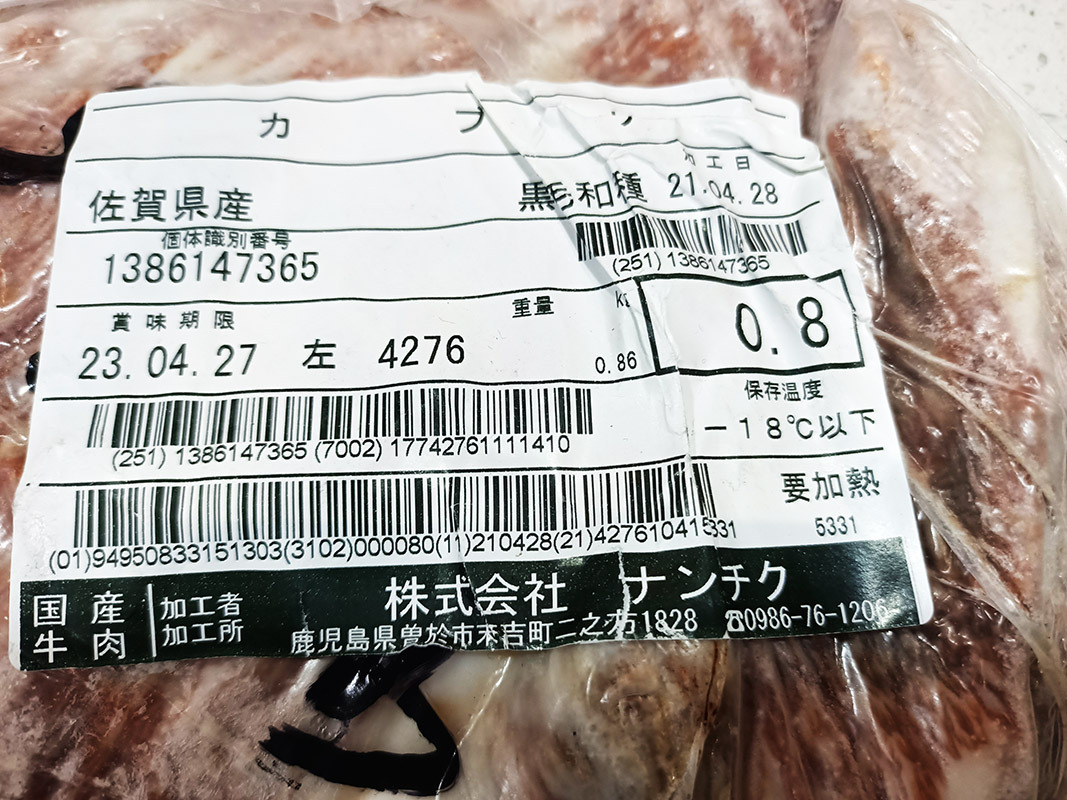 カブリ
佐賀県産 黒毛和種
加工日
21.04.28
個体識別番号
1386147365
(251) 1386147365
賞味期限
23.04.27 左 4276
重量 kg
0.86
0.8
保存温度
－18℃以下
(251) 1386147365 (7002) 17742761111410
要加熱
5331
(01)94950833151303(3102)000080(11)210428(21)427610415331
国産
牛肉
加工者
加工所
株式会社 ナンチク
鹿児島県曽於市末吉町二之方1828 ☎0986-76-1206